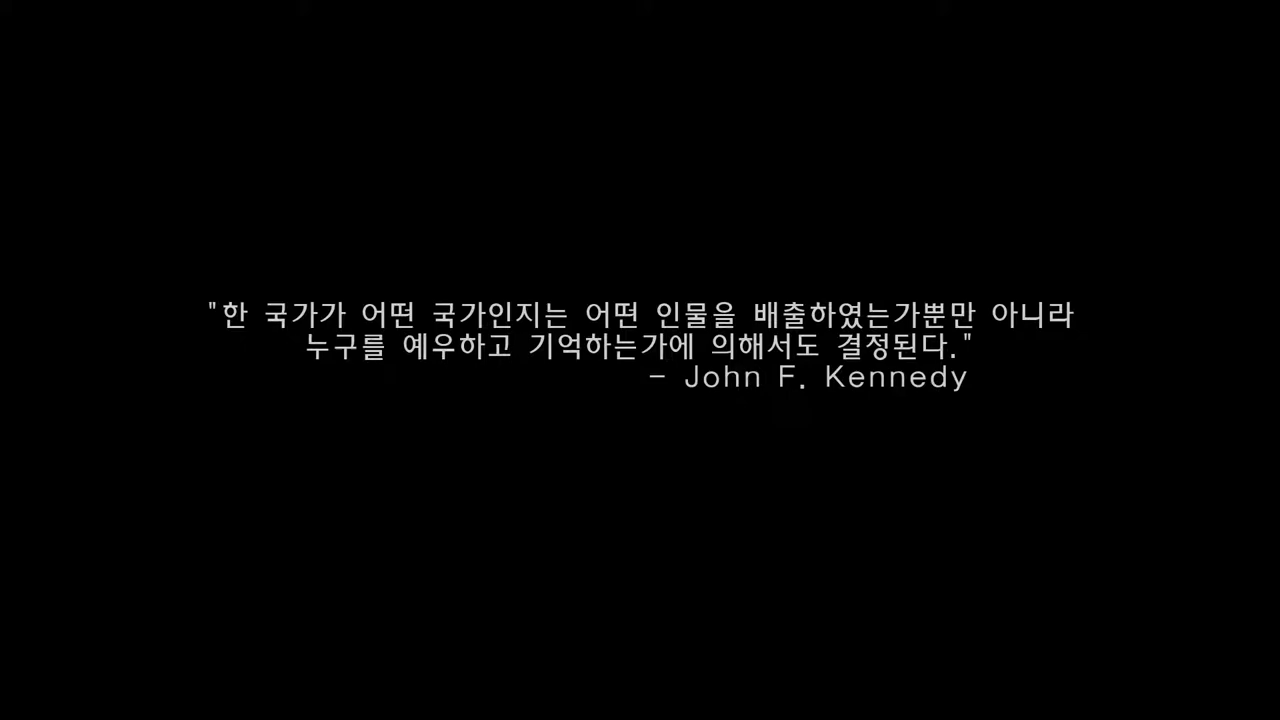 "한 국가가 어떤 국가인지는 어떤 인물을 배출하였는가뿐만 아니라
누구를 예우하고 기억하는가에 의해서도 결정된다."
- John F. Kennedy